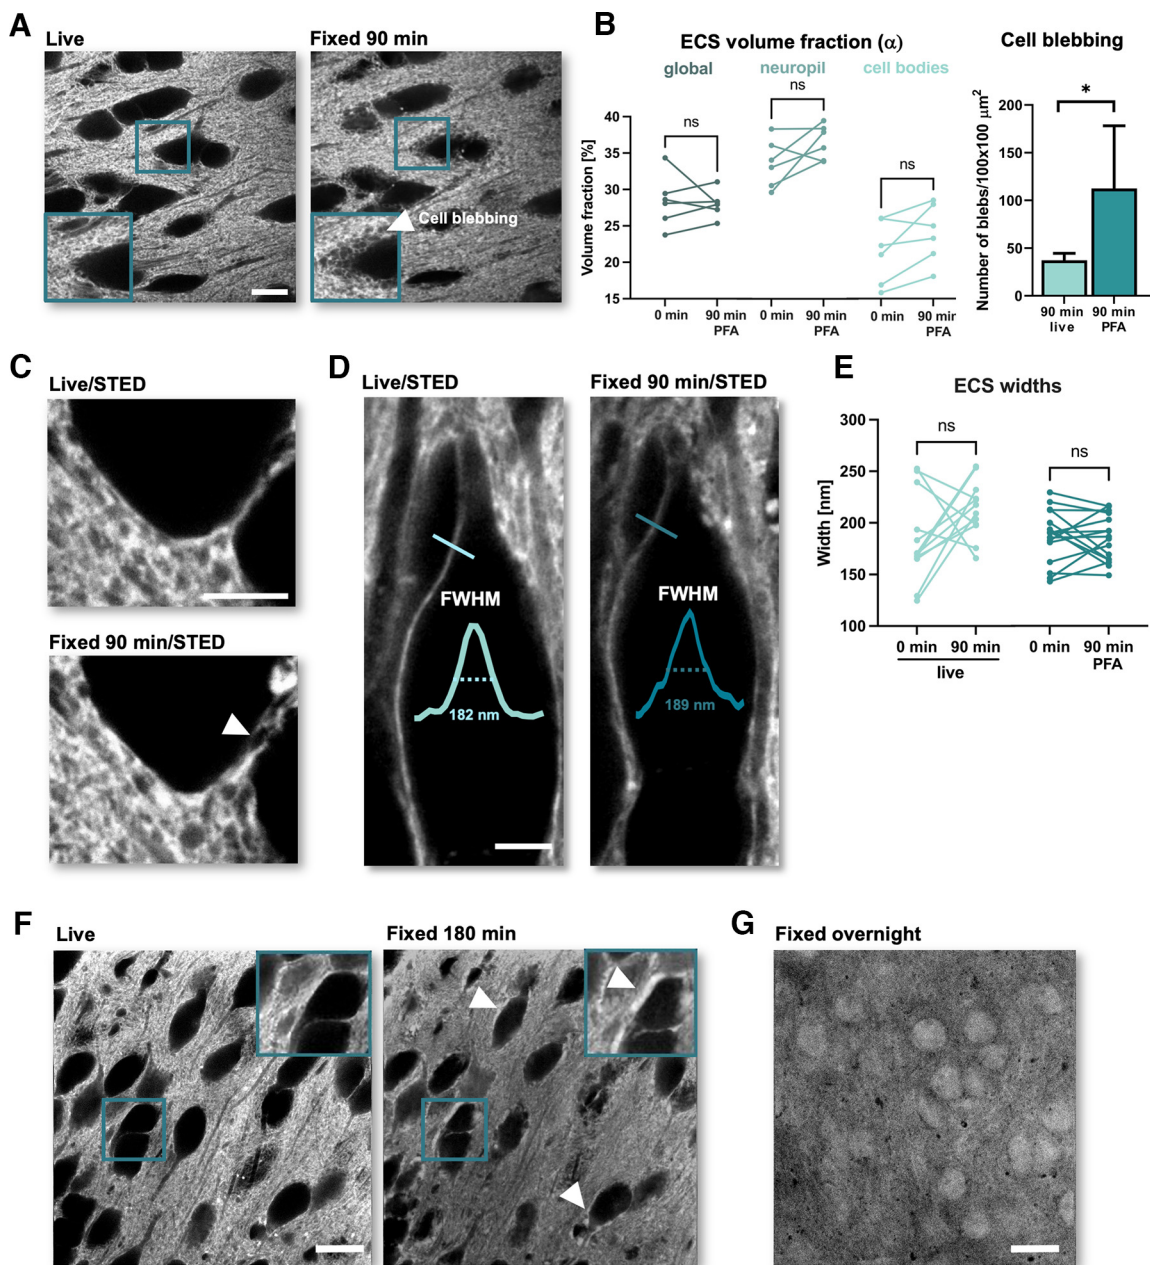 A
Live
Fixed 90 min
Cell blebbing
B
ECS volume fraction (α)
global
neuropil
cell bodies
ns
ns
ns
Volume fraction [%]
40
35
30
25
20
15
0 min
90 min
PFA
0 min
90 min
PFA
0 min
90 min
PFA
Cell blebbing
*
Number of blebs/100x100 µm2
200
150
100
50
0
90 min
live
90 min
PFA
C
Live/STED
Fixed 90 min/STED
D
Live/STED
FWHM
182 nm
Fixed 90 min/STED
FWHM
189 nm
E
ECS widths
ns
ns
Width [nm]
300
250
200
150
100
0 min
90 min
live
0 min
90 min
PFA
F
Live
Fixed 180 min
G
Fixed overnight